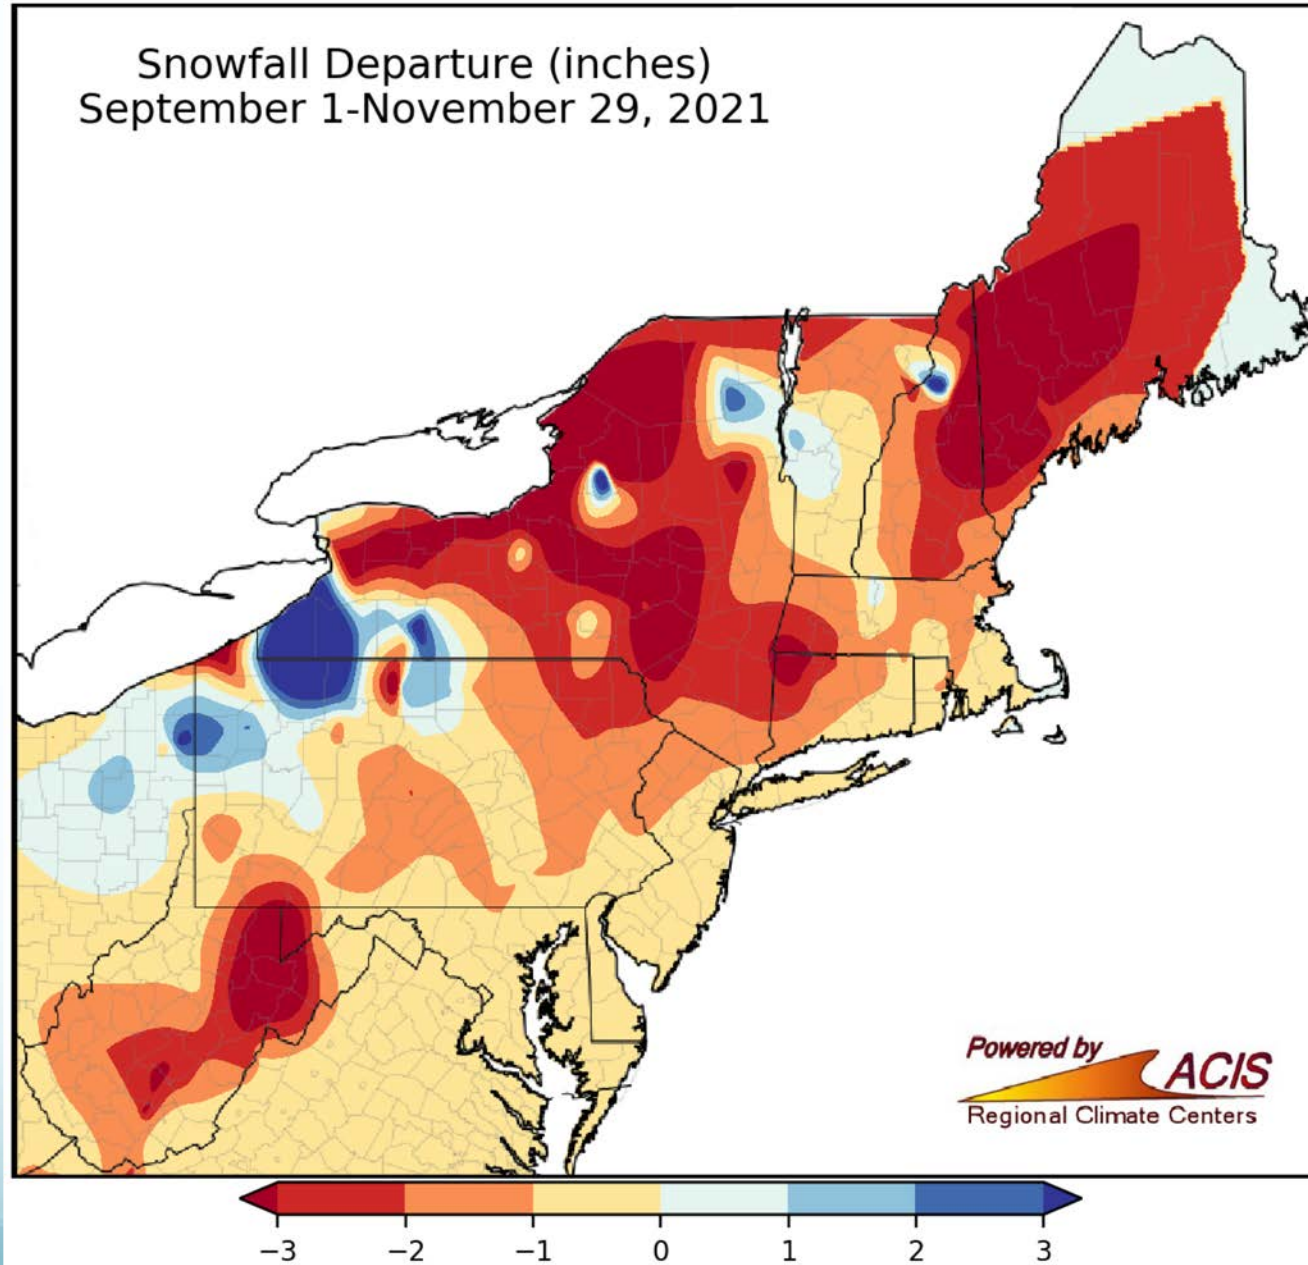 Snowfall Departure (inches)
September 1-November 29, 2021
Powered by
ACIS
Regional Climate Centers
−3 −2 −1 0 1 2 3